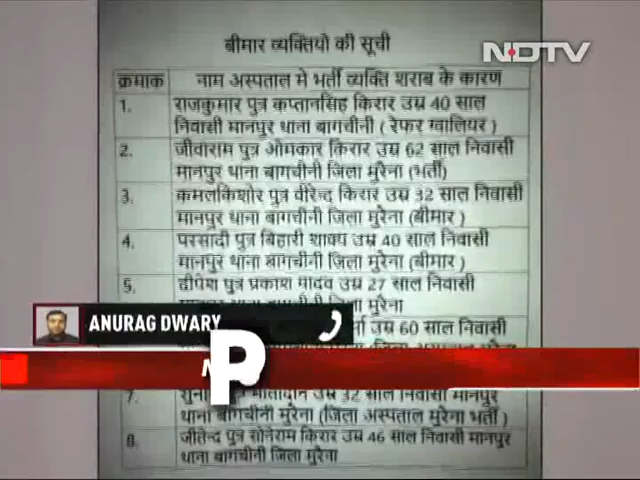 बीमार व्यक्तियो की सूची
NDTV
क्रमाक नाम अस्पताल मे भर्ती व्यक्ति शराब के कारण
1. राजकुमार पुत्र कप्तानसिह किरार उम्र 40 साल
निवासी मानपुर थाना बागचीनी ( रेफर ग्वालियर )
2. जीवाराम पुत्र ओमकार किरार उम्र 62 साल निवासी
मानपुर थाना बागचीनी जिला मुरैना (भर्ती)
3. कमलकिशोर पुत्र वीरेन्द किरार उम्र 32 साल निवासी
मानपुर थाना बागचीनी जिला मुरैना (बीमार )
4. परसादी पुत्र बिहारी शाक्य उम्र 40 साल निवासी
मानपुर थाना बागचीनी जिला मुरैना (बीमार )
5. दीपेश पुत्र प्रकाश यादव उम्र 27 साल निवासी
मुरैना
ANURAG DWARY
उम्र 60 साल निवासी
P
7. उम्र 32 साल निवासी मानपुर
थाना बागचीनी मुरैना (जिला अस्पताल मुरैना भर्ती )
8. जीतेन्द पुत्र सोनेराम किरार उम्र 46 साल निवासी मानपुर
थाना बागचीनी जिला मुरैना